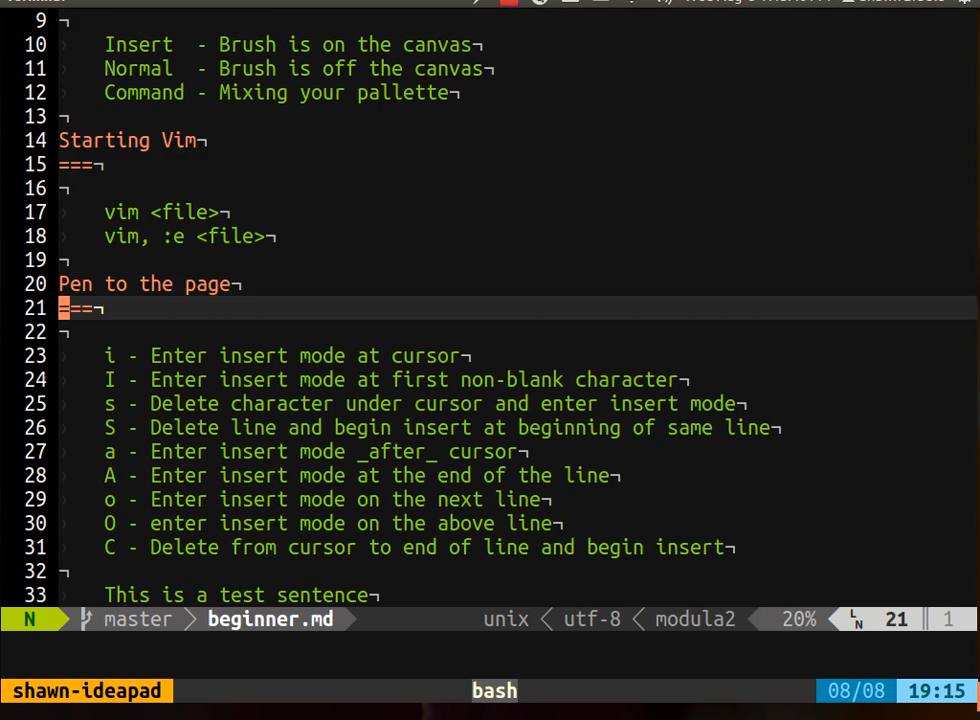 9 ¬
10 Insert - Brush is on the canvas¬
11 Normal - Brush is off the canvas¬
12 Command - Mixing your pallette¬
13 ¬
14 Starting Vim¬
15 ===¬
16 ¬
17 vim <file>¬
18 vim, :e <file>¬
19 ¬
20 Pen to the page¬
21 ===¬
22 ¬
23 i - Enter insert mode at cursor¬
24 I - Enter insert mode at first non-blank character¬
25 s - Delete character under cursor and enter insert mode¬
26 S - Delete line and begin insert at beginning of same line¬
27 a - Enter insert mode _after_ cursor¬
28 A - Enter insert mode at the end of the line¬
29 o - Enter insert mode on the next line¬
30 O - enter insert mode on the above line¬
31 C - Delete from cursor to end of line and begin insert¬
32 ¬
33 This is a test sentence¬
N master beginner.md unix utf-8 modula2 20% LN 21 1
shawn-ideapad bash 08/08 19:15